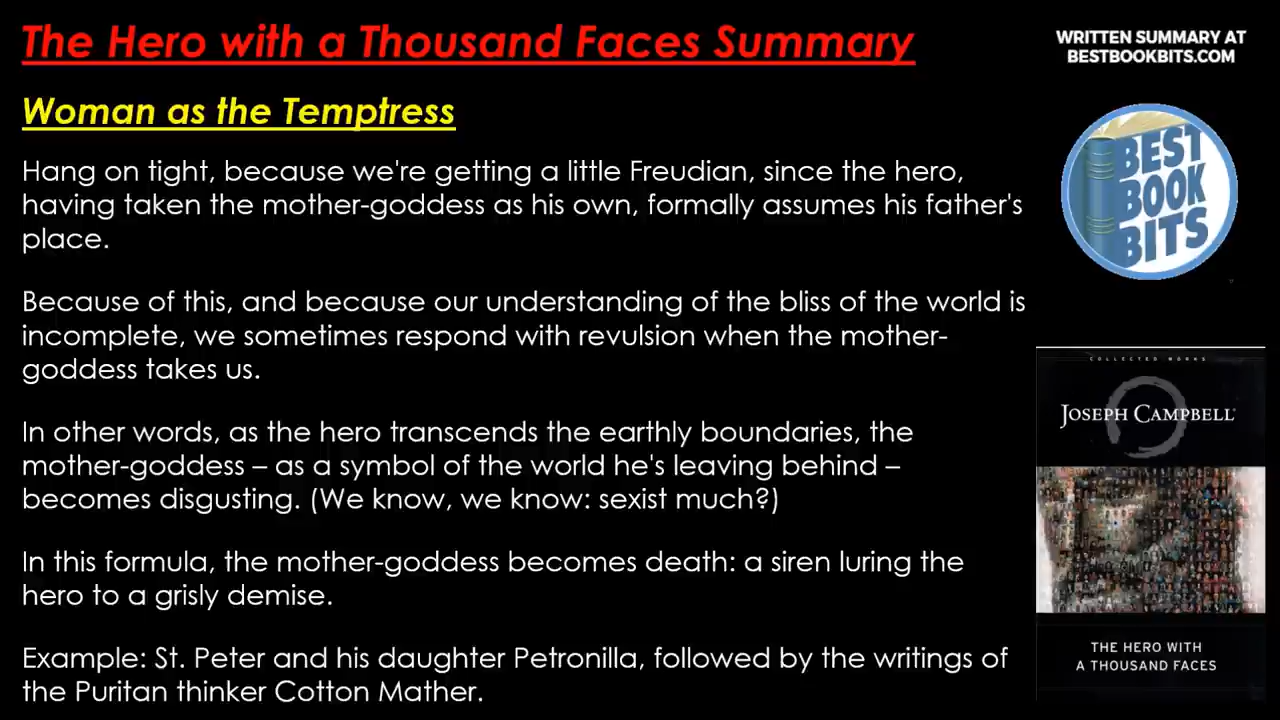 The Hero with a Thousand Faces Summary
WRITTEN SUMMARY AT
BESTBOOKBITS.COM
Woman as the Temptress
Hang on tight, because we're getting a little Freudian, since the hero,
having taken the mother-goddess as his own, formally assumes his father's
place.
Because of this, and because our understanding of the bliss of the world is
incomplete, we sometimes respond with revulsion when the mother-
goddess takes us.
In other words, as the hero transcends the earthly boundaries, the
mother-goddess – as a symbol of the world he's leaving behind –
becomes disgusting. (We know, we know: sexist much?)
In this formula, the mother-goddess becomes death: a siren luring the
hero to a grisly demise.
Example: St. Peter and his daughter Petronilla, followed by the writings of
the Puritan thinker Cotton Mather.
BEST
BOOK
BITS
COLLECTED WORKS
JOSEPH CAMPBELL
THE HERO WITH
A THOUSAND FACES